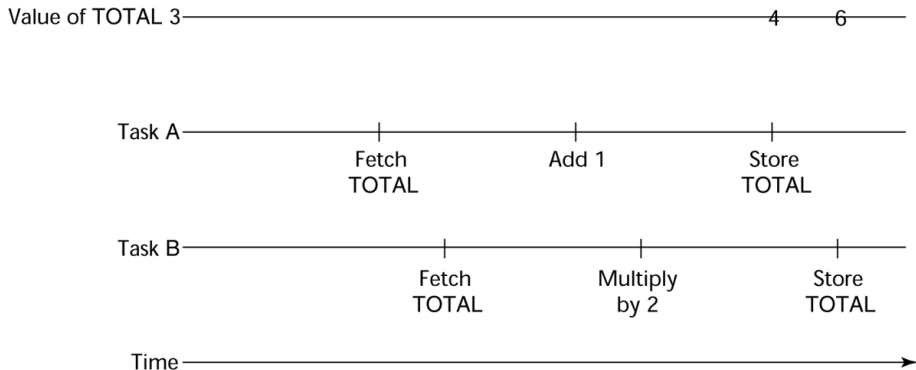 Value of TOTAL 3 4 6
Task A
Fetch Add 1 Store
TOTAL TOTAL
Task B
Fetch Multiply Store
TOTAL by 2 TOTAL
Time